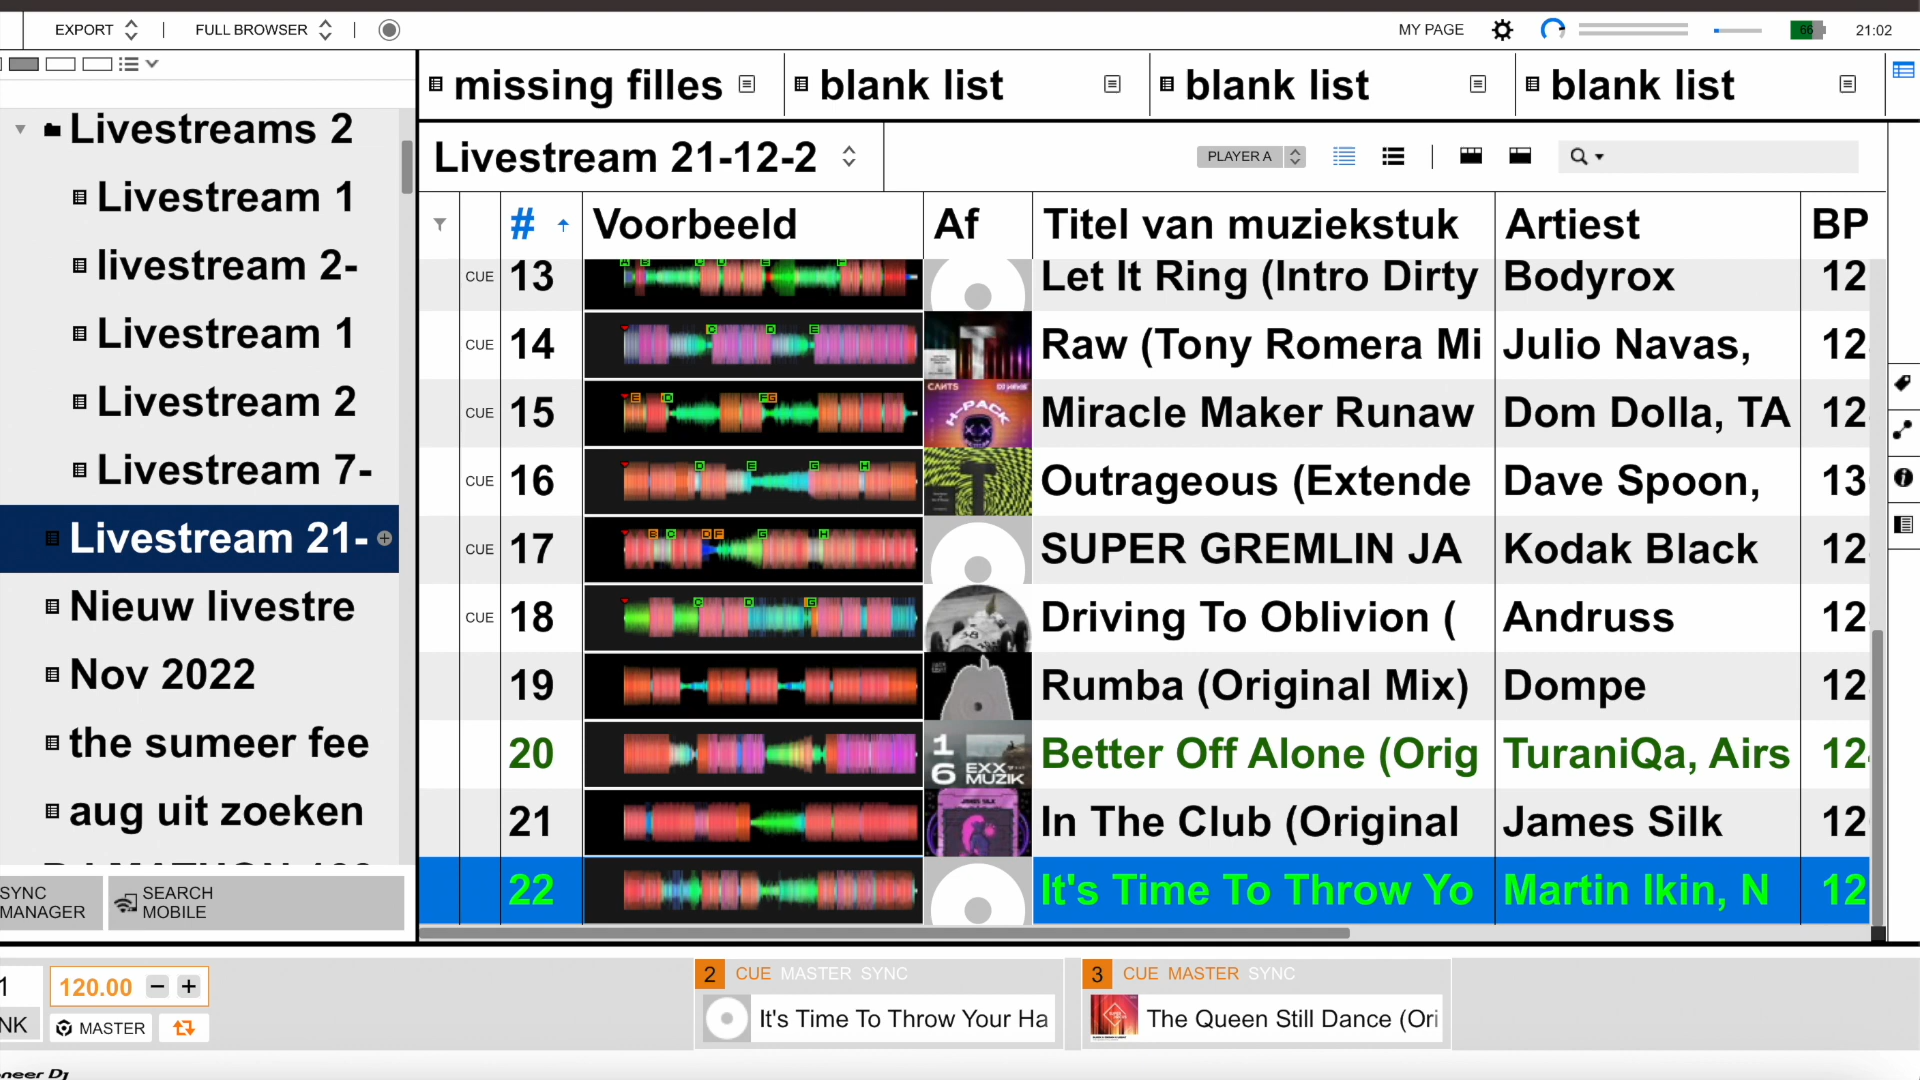 EXPORT
FULL BROWSER
MY PAGE
66
21:02
missing filles
blank list
blank list
blank list
Livestreams 2
Livestream 1
livestream 2-
Livestream 1
Livestream 2
Livestream 7-
Livestream 21-
Nieuw livestre
Nov 2022
the sumeer fee
aug uit zoeken
SYNC MANAGER
SEARCH MOBILE
Livestream 21-12-2
PLAYER A
# Voorbeeld Af Titel van muziekstuk Artiest BP
CUE 13 Let It Ring (Intro Dirty Bodyrox 12
CUE 14 Raw (Tony Romera Mi Julio Navas, 12
CUE 15 Miracle Maker Runaw Dom Dolla, TA 12
CUE 16 Outrageous (Extende Dave Spoon, 13
CUE 17 SUPER GREMLIN JA Kodak Black 12
CUE 18 Driving To Oblivion ( Andruss 12
19 Rumba (Original Mix) Dompe 12
20 Better Off Alone (Orig TuraniQa, Airs 12
21 In The Club (Original James Silk 12
22 It's Time To Throw Yo Martin Ikin, N 12
1
120.00 - +
NK
MASTER
2 CUE MASTER SYNC
It's Time To Throw Your Ha
3 CUE MASTER SYNC
The Queen Still Dance (Ori
oneer Dj